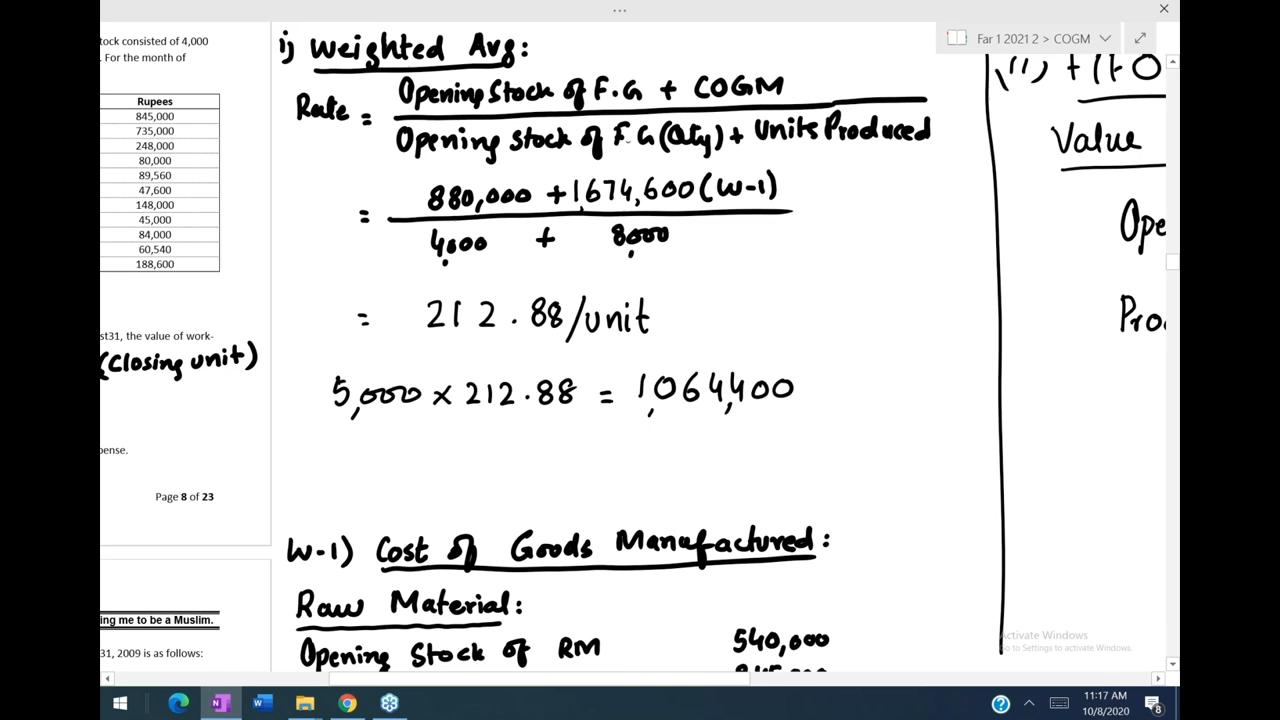 tock consisted of 4,000
. For the month of
Rupees
845,000
735,000
248,000
80,000
89,560
47,600
148,000
45,000
84,000
60,540
188,600
st31, the value of work-
(Closing unit)
pense.
Page 8 of 23
ing me to be a Muslim.
31, 2009 is as follows:
Far 1 2021 2 > COGM
i) Weighted Avg:
Rate = Opening Stock of F.G + COGM
Opening Stock of F.G (Qty) + Units Produced
= 880,000 + 1674,600 (W-1)
4,000 + 8,000
= 212.88/unit
5,000 × 212.88 = 1,064,400
W-1) Cost of Goods Manufactured:
Raw Material:
Opening Stock of RM 540,000
Value
Ope
Pro
Activate Windows
Go to Settings to activate Windows.
11:17 AM
10/8/2020
8